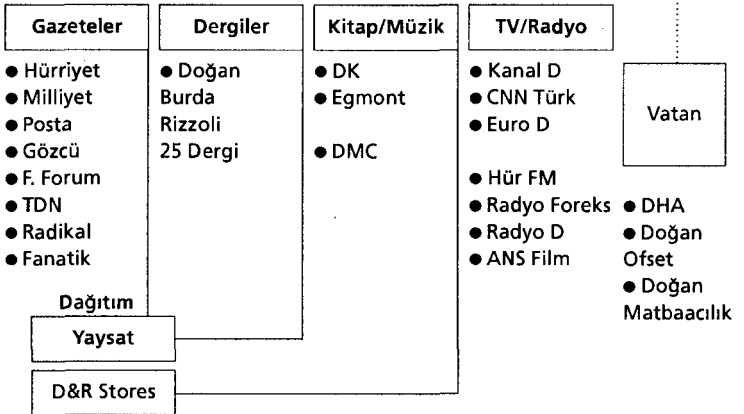 Gazeteler
● Hürriyet
● Milliyet
● Posta
● Gözcü
● F. Forum
● TDN
● Radikal
● Fanatik
Dergiler
● Doğan
Burda
Rizzoli
25 Dergi
Kitap/Müzik
● DK
● Egmont
● DMC
TV/Radyo
● Kanal D
● CNN Türk
● Euro D
● Hür FM
● Radyo Foreks
● Radyo D
● ANS Film
Vatan
● DHA
● Doğan
Ofset
● Doğan
Matbaacılık
Dağıtım
Yaysat
D&R Stores